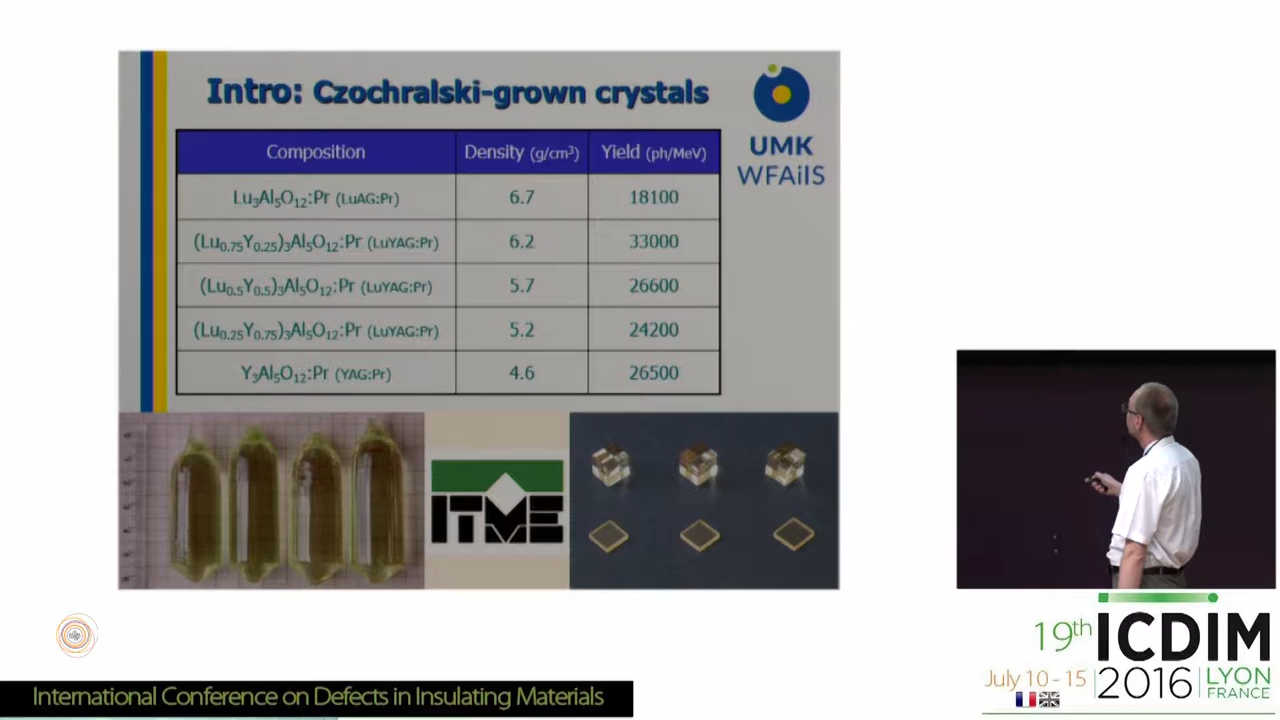 Intro: Czochralski-grown crystals
UMK
WFAiIS
Composition Density (g/cm³) Yield (ph/MeV)
Lu₃Al₅O₁₂:Pr (LuAG:Pr) 6.7 18100
(Lu₀.₇₅Y₀.₂₅)₃Al₅O₁₂:Pr (LuYAG:Pr) 6.2 33000
(Lu₀.₅Y₀.₅)₃Al₅O₁₂:Pr (LuYAG:Pr) 5.7 26600
(Lu₀.₂₅Y₀.₇₅)₃Al₅O₁₂:Pr (LuYAG:Pr) 5.2 24200
Y₃Al₅O₁₂:Pr (YAG:Pr) 4.6 26500
ITME
19th ICDIM
July 10 - 15 2016 LYON
FRANCE
International Conference on Defects in Insulating Materials